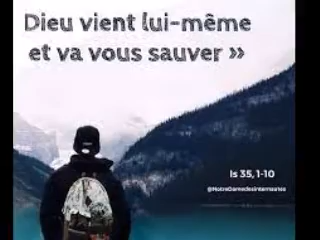 Dieu vient lui-même
et va vous sauver »
Is 35, 1-10
@NotreDamedesinternautes